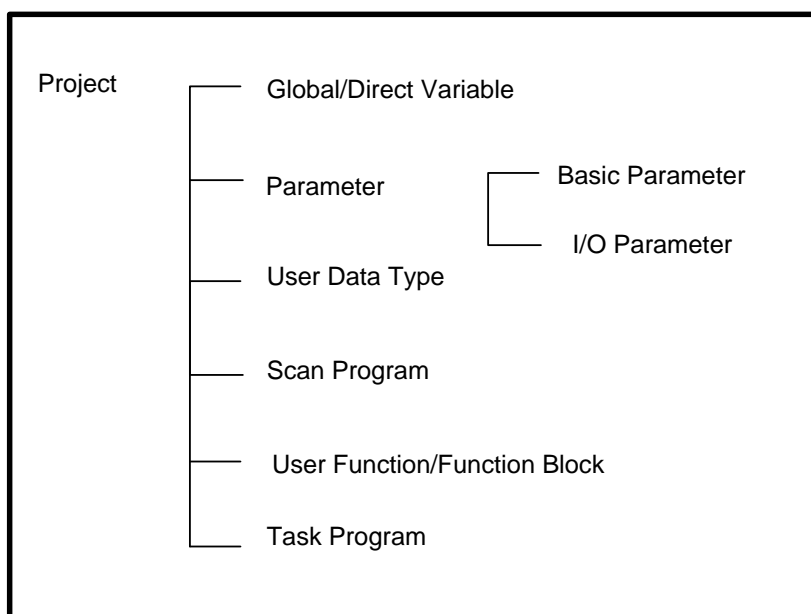 Project
Global/Direct Variable
Parameter
Basic Parameter
I/O Parameter
User Data Type
Scan Program
User Function/Function Block
Task Program